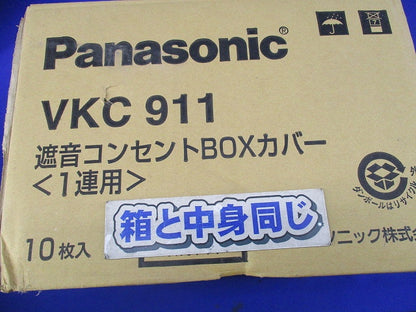 Panasonic®
VKC 911
遮音コンセントBOXカバー
<1連用>
箱と中身同じ
10枚入
ダンボールはリサイクル
ニック株式会